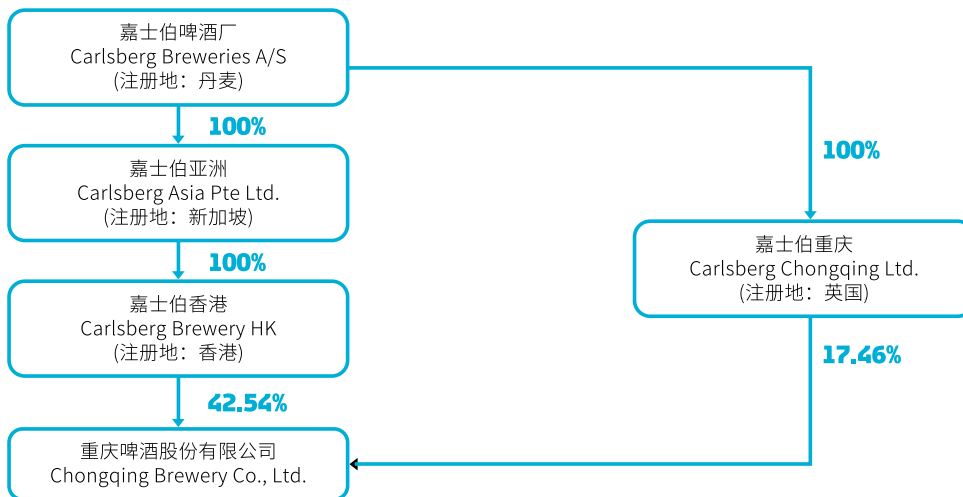 嘉士伯啤酒厂
Carlsberg Breweries A/S
(注册地：丹麦)
100%
100%
嘉士伯亚洲
Carlsberg Asia Pte Ltd.
(注册地：新加坡)
100%
嘉士伯重庆
Carlsberg Chongqing Ltd.
(注册地：英国)
嘉士伯香港
Carlsberg Brewery HK
(注册地：香港)
17.46%
42.54%
重庆啤酒股份有限公司
Chongqing Brewery Co., Ltd.